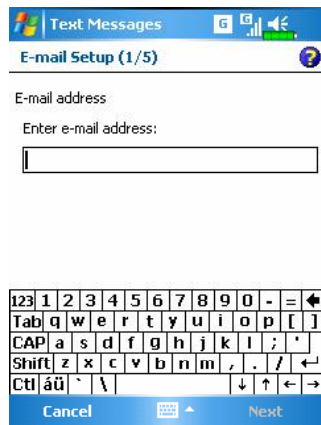 Text Messages G G
E-mail Setup (1/5) ?
E-mail address
Enter e-mail address:
123 1 2 3 4 5 6 7 8 9 0 - =
Tab q w e r t y u i o p [ ]
CAP a s d f g h j k l ; '
Shift z x c v b n m , . /
Ctl áü ` \
Cancel Next